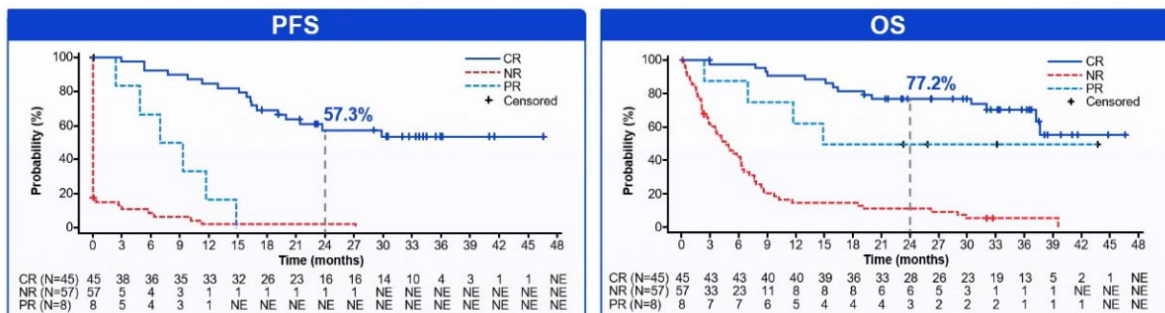 PFS
100
80
60
40
20
0
Probability (%)
57.3%
CR
NR
PR
Censored
0 3 6 9 12 15 18 21 24 27 30 33 36 39 42 45 48
Time (months)
CR (N=45) 45 38 36 35 33 32 26 23 16 16 14 10 4 3 1 1 NE
NR (N=57) 57 5 4 3 1 1 1 1 1 1 NE NE NE NE NE NE NE
PR (N=8) 8 5 4 3 1 NE NE NE NE NE NE NE NE NE NE NE NE
OS
100
80
60
40
20
0
Probability (%)
77.2%
CR
NR
PR
Censored
0 3 6 9 12 15 18 21 24 27 30 33 36 39 42 45 48
Time (months)
CR (N=45) 45 43 43 40 40 39 36 33 28 26 23 19 13 5 2 1 NE
NR (N=57) 57 33 23 11 8 8 8 6 6 5 3 1 1 1 NE NE NE
PR (N=8) 8 7 7 6 5 4 4 4 3 2 2 2 1 1 1 NE NE